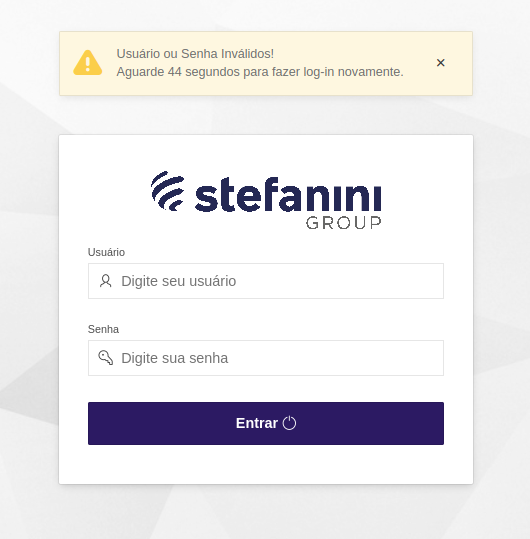 Usuário ou Senha Inválidos!
Aguarde 44 segundos para fazer log-in novamente.
stefanini
GROUP
Usuário
Digite seu usuário
Senha
Digite sua senha
Entrar